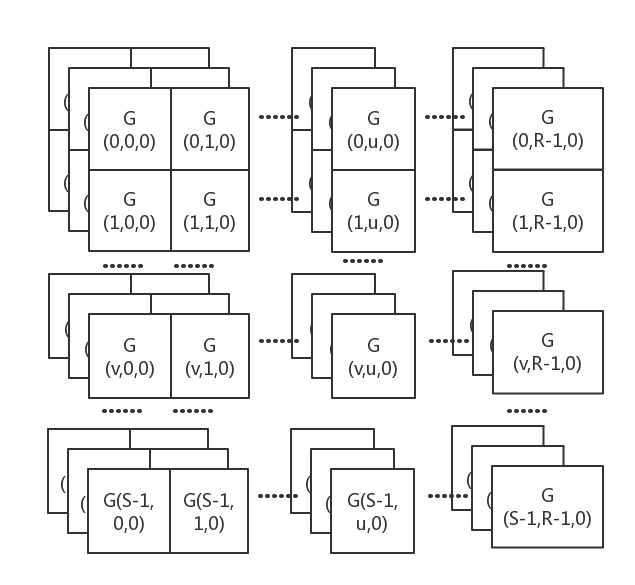 G
(0,0,0)
G
(0,1,0)
G
(0,u,0)
G
(0,R-1,0)
G
(1,0,0)
G
(1,1,0)
G
(1,u,0)
G
(1,R-1,0)
G
(v,0,0)
G
(v,1,0)
G
(v,u,0)
G
(v,R-1,0)
G(S-1,
0,0)
G(S-1,
1,0)
G(S-1,
u,0)
G
(S-1,R-1,0)